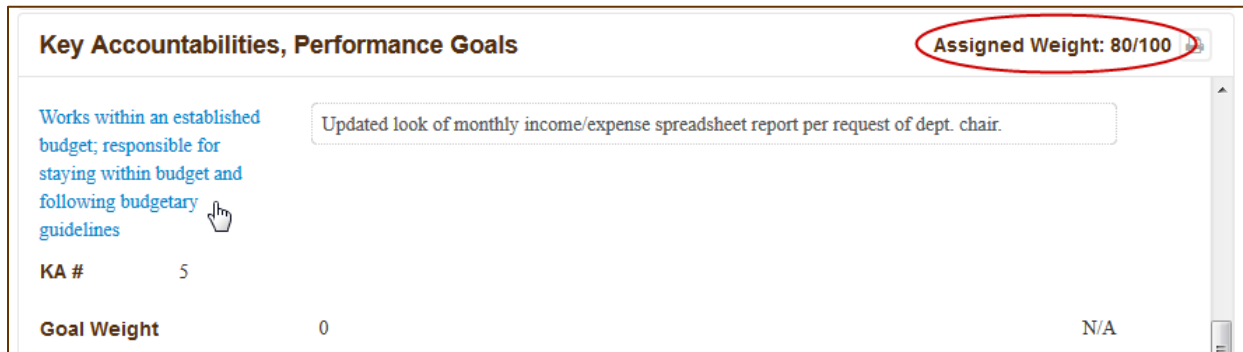 Key Accountabilities, Performance Goals Assigned Weight: 80/100
Works within an established
budget; responsible for
staying within budget and
following budgetary
guidelines
Updated look of monthly income/expense spreadsheet report per request of dept. chair.
KA # 5
Goal Weight 0 N/A